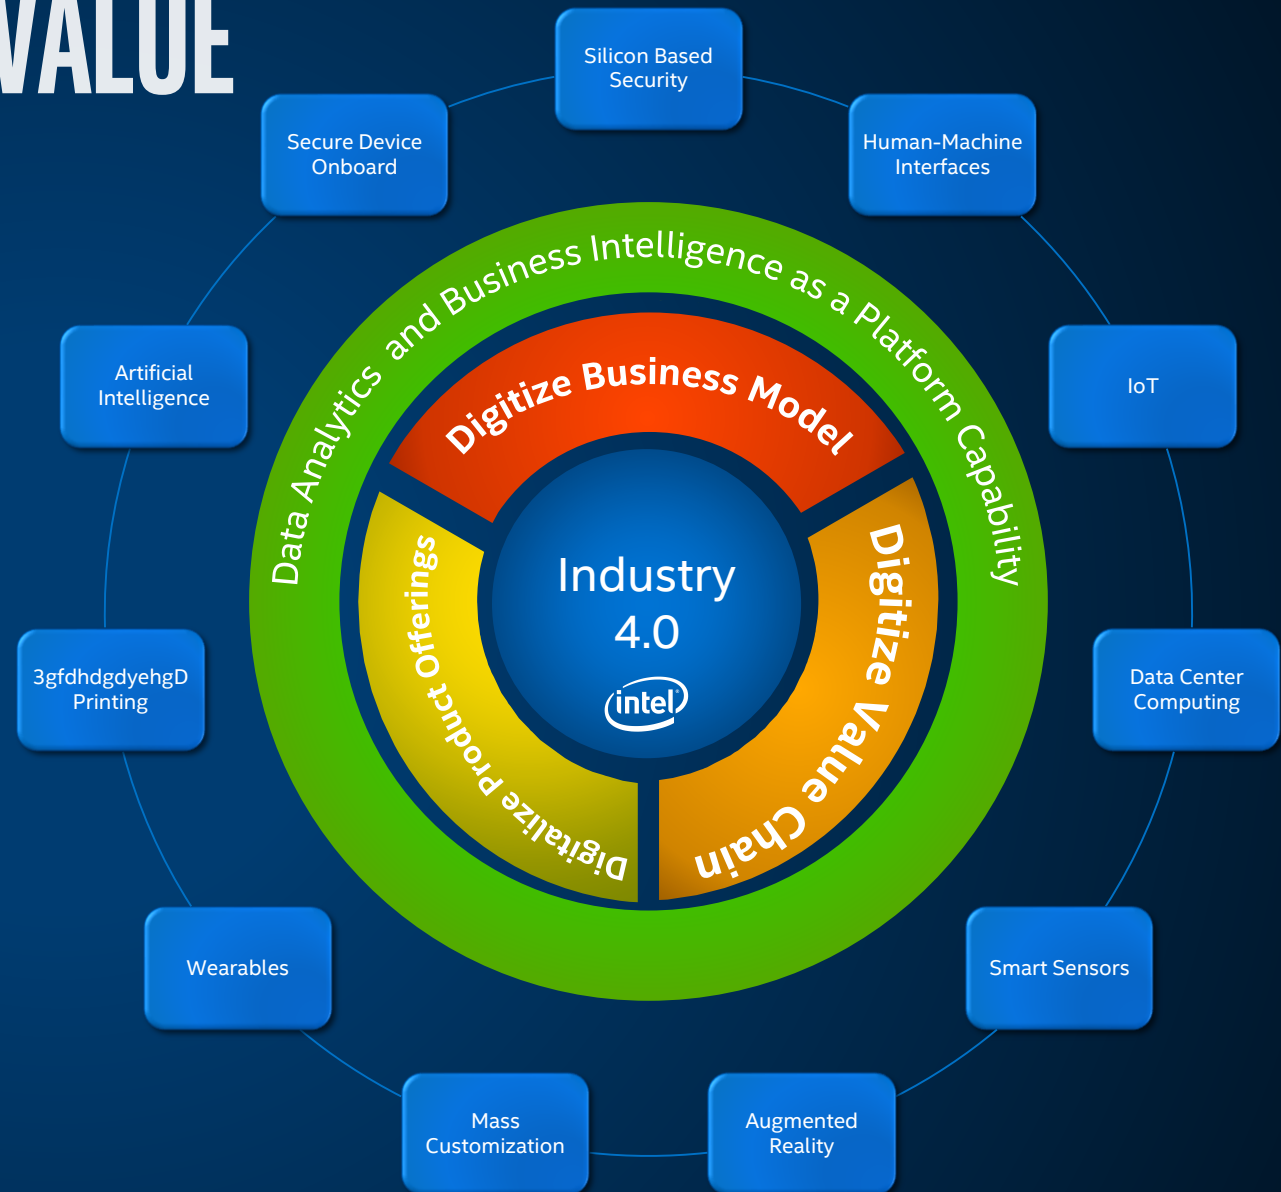 VALUE
Silicon Based
Security
Secure Device
Onboard
Human-Machine
Interfaces
Data Analytics and Business Intelligence as a Platform Capability
Artificial
Intelligence
Digitize Business Model
IoT
Digitalize Product Offerings
Industry
4.0
intel
Digitize Value Chain
3gfdhdgdyehgD
Printing
Data Center
Computing
Wearables
Smart Sensors
Mass
Customization
Augmented
Reality